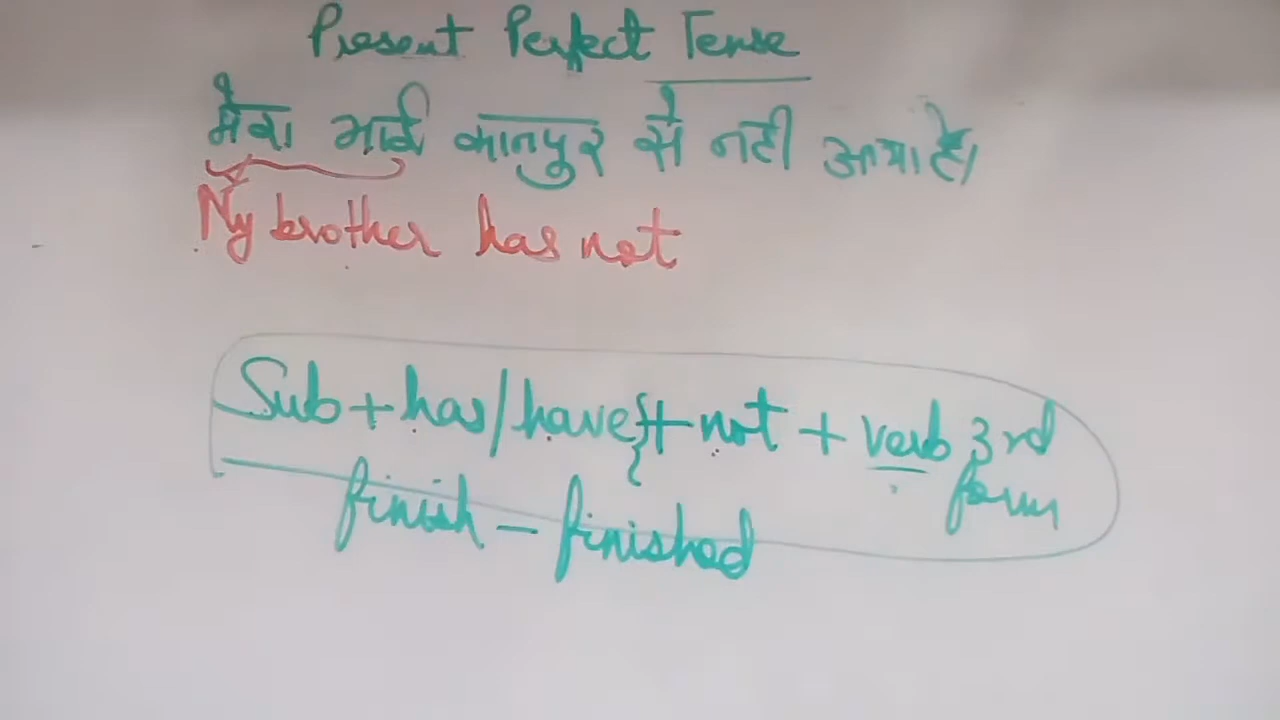 Present Perfect Tense
मेरा भाई कानपुर से नही आया है।
My brother has not
Sub + has/have} + not + verb 3rd
form
finish - finished